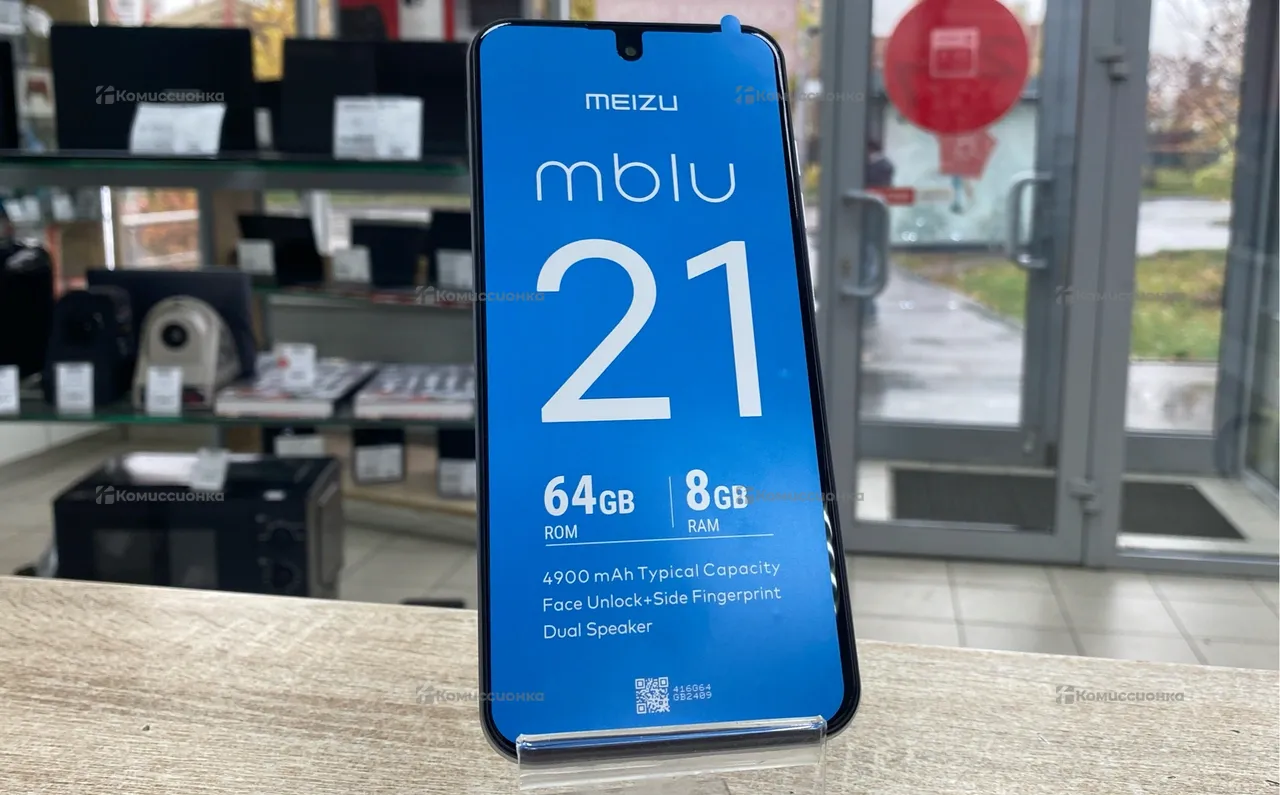 MEIZU
mblu
21
64GB
ROM
8GB
RAM
4900 mAh Typical Capacity
Face Unlock+Side Fingerprint
Dual Speaker
416G64
GB2409
Комиссионка
Комиссионка
Комиссионка
Комиссионка
Комиссионка
Комиссионка
Комиссионка
Комиссионка